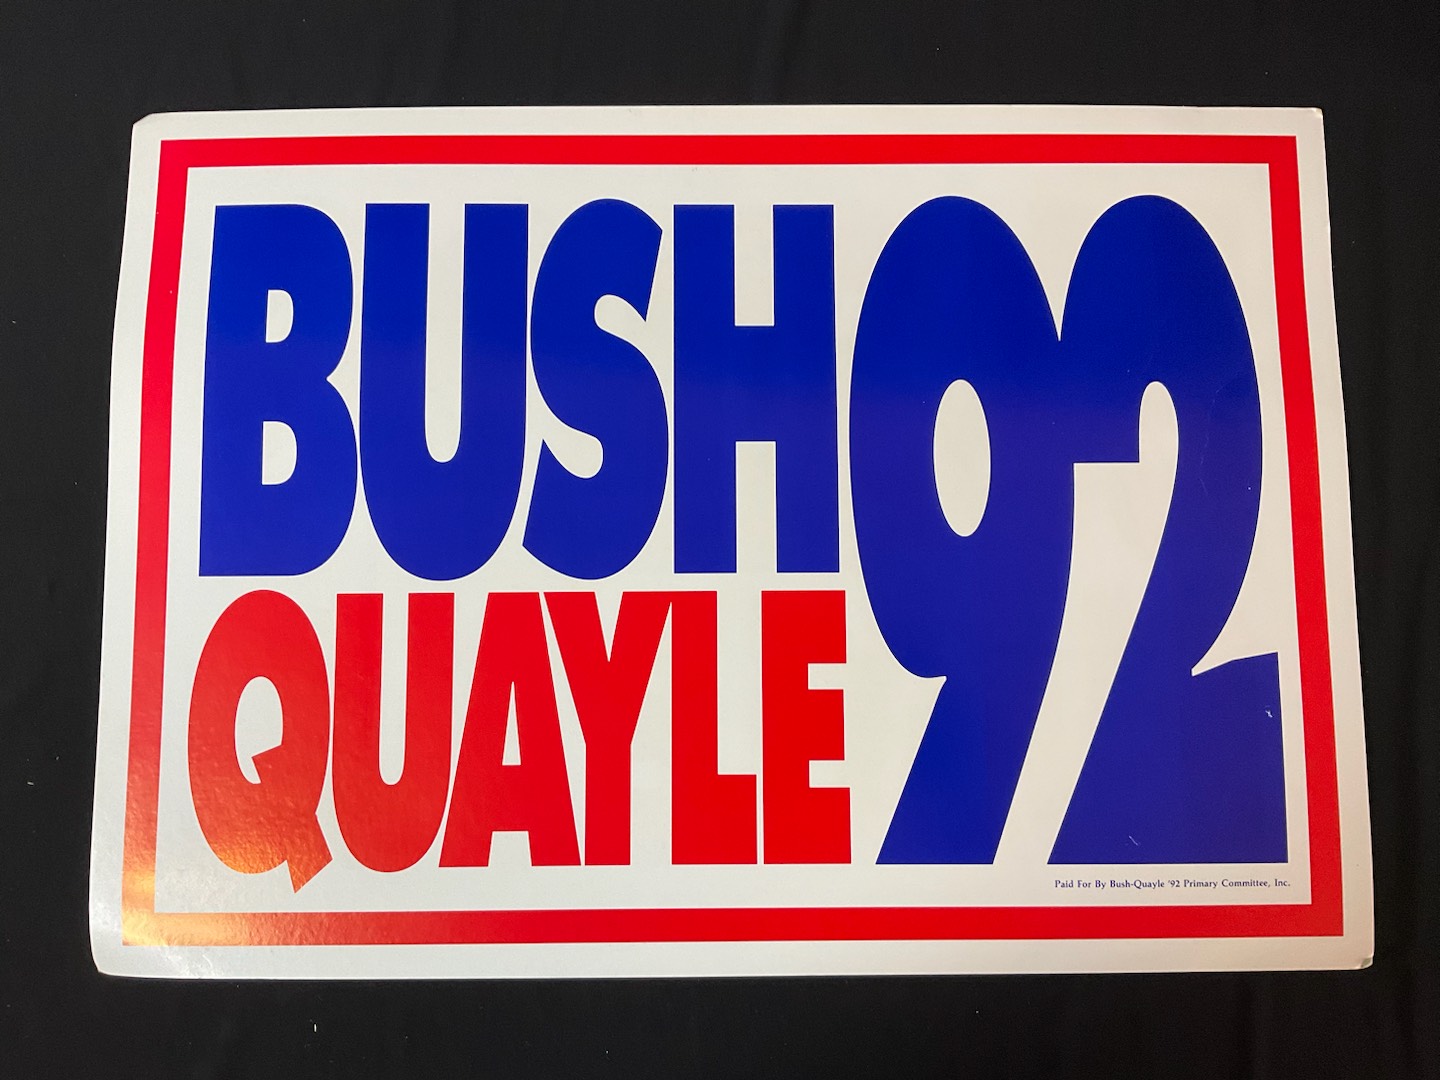 BUSH 92
QUAYLE
Paid For By Bush-Quayle '92 Primary Committee, Inc.